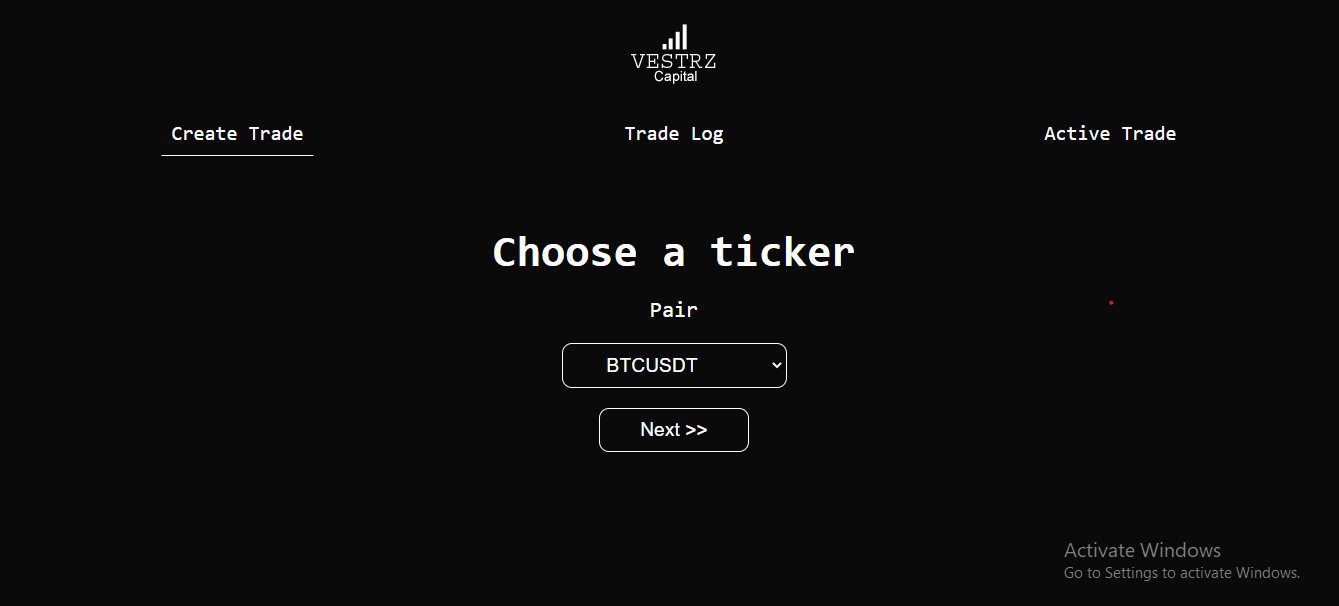 VESTRZ
Capital
Create Trade
Trade Log
Active Trade
Choose a ticker
Pair
BTCUSDT
Next >>
Activate Windows
Go to Settings to activate Windows.